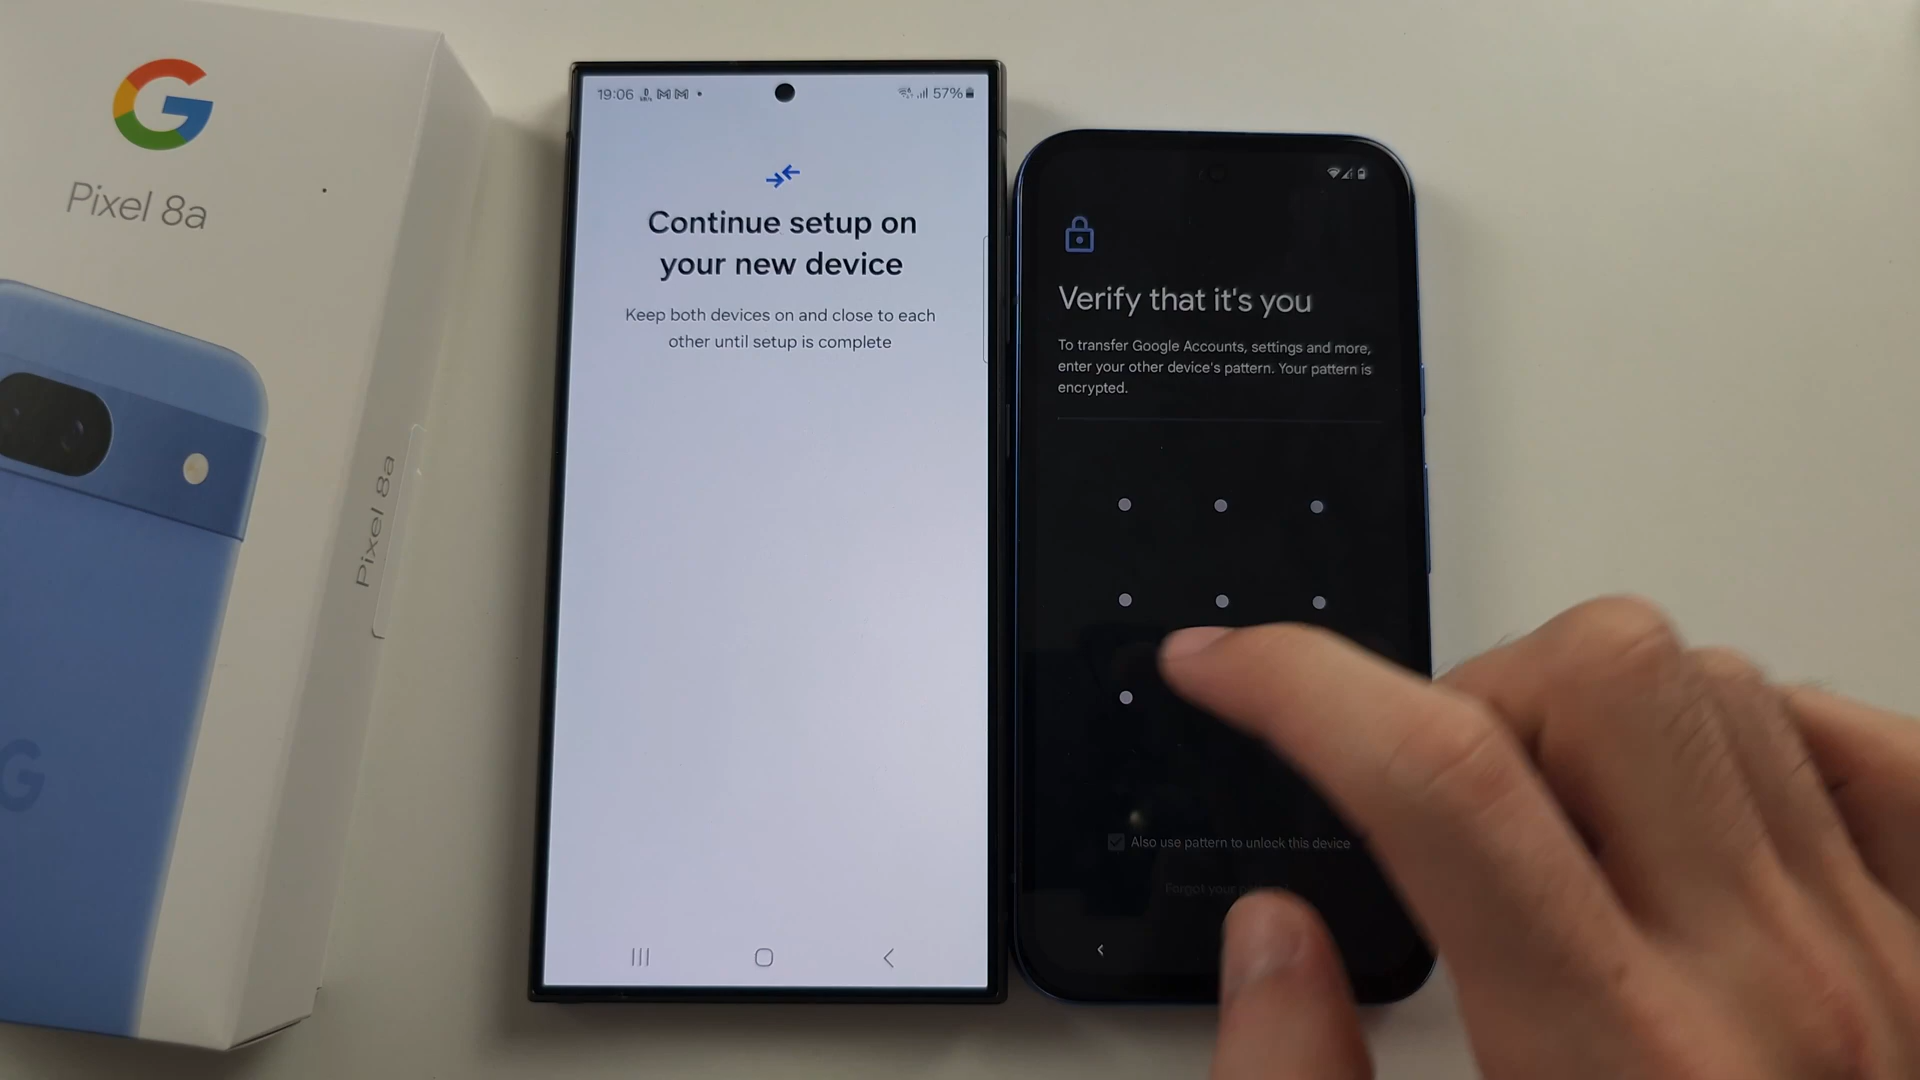 G
Pixel 8a
Pixel 8a
G
19:06
57%
Continue setup on
your new device
Keep both devices on and close to each
other until setup is complete
Verify that it's you
To transfer Google Accounts, settings and more,
enter your other device's pattern. Your pattern is
encrypted.
Also use pattern to unlock this device
Forgot your